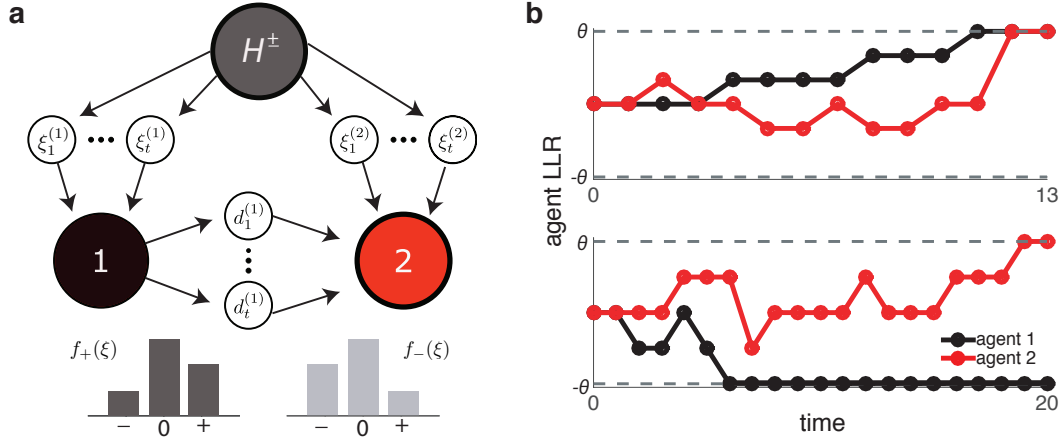 a
H±
ξ₁⁽¹⁾ ••• ξₜ⁽¹⁾
ξ₁⁽²⁾ ••• ξₜ⁽²⁾
1
d₁⁽¹⁾
dₜ⁽¹⁾
2
f₊(ξ)
− 0 +
f₋(ξ)
− 0 +
b
agent LLR
θ
-θ
0
13
θ
-θ
0
20
agent 1
agent 2
time